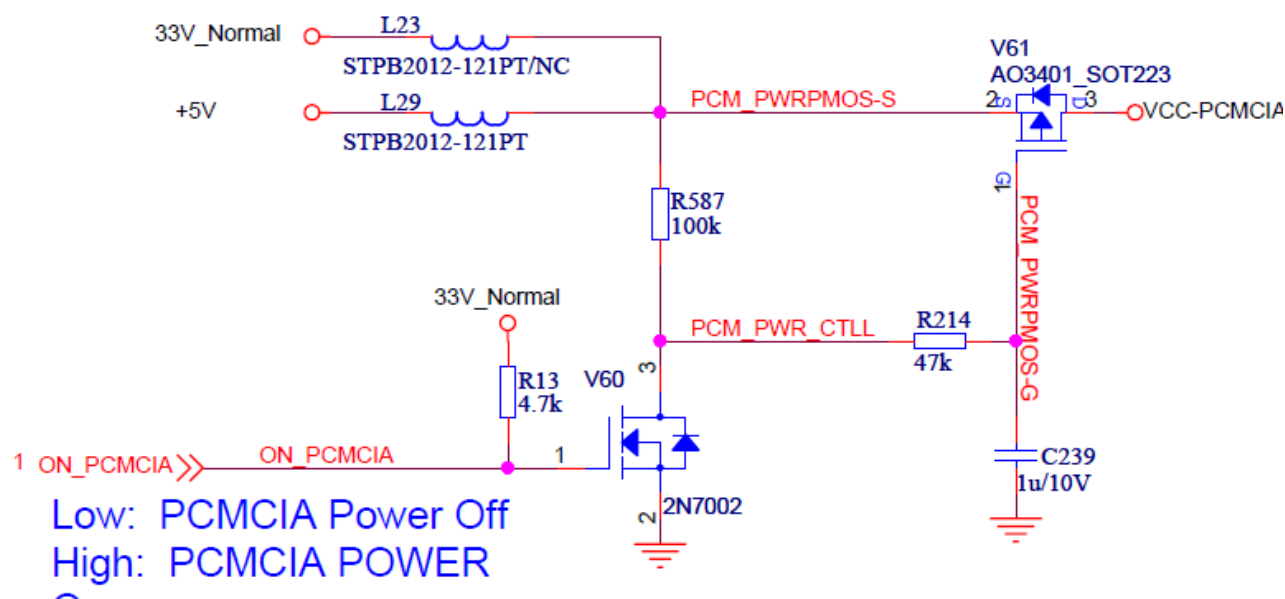 33V_Normal
L23
STPB2012-121PT/NC
+5V
L29
STPB2012-121PT
PCM_PWRPMOS-S
V61
AO3401_SOT223
2
S
D
3
VCC-PCMCIA
G
1
R587
100k
PCM_PWRPMOS-G
33V_Normal
R13
4.7k
PCM_PWR_CTLL
R214
47k
3
V60
1 ON_PCMCIA
ON_PCMCIA
1
2N7002
2
C239
1u/10V
Low: PCMCIA Power Off
High: PCMCIA POWER